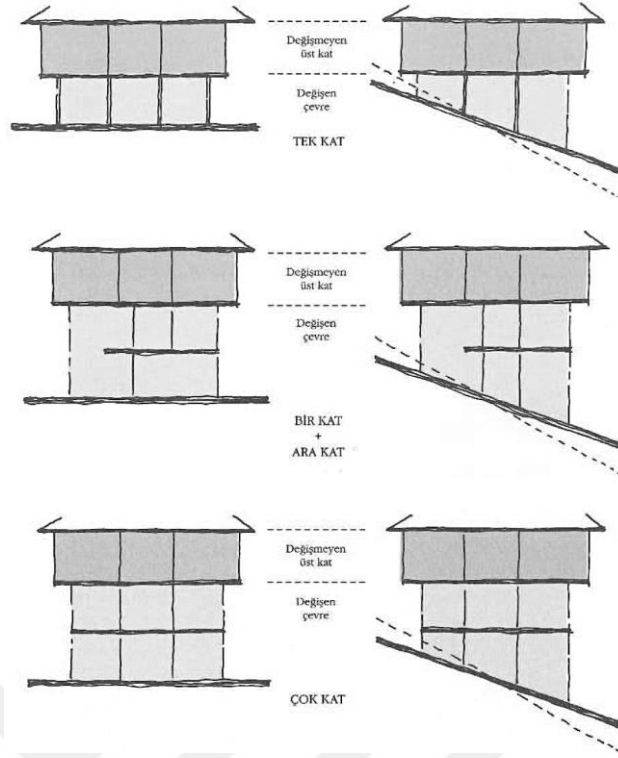 Değişmeyen
üst kat
Değişen
çevre
TEK KAT
Değişmeyen
üst kat
Değişen
çevre
BİR KAT
+
ARA KAT
Değişmeyen
üst kat
Değişen
çevre
ÇOK KAT